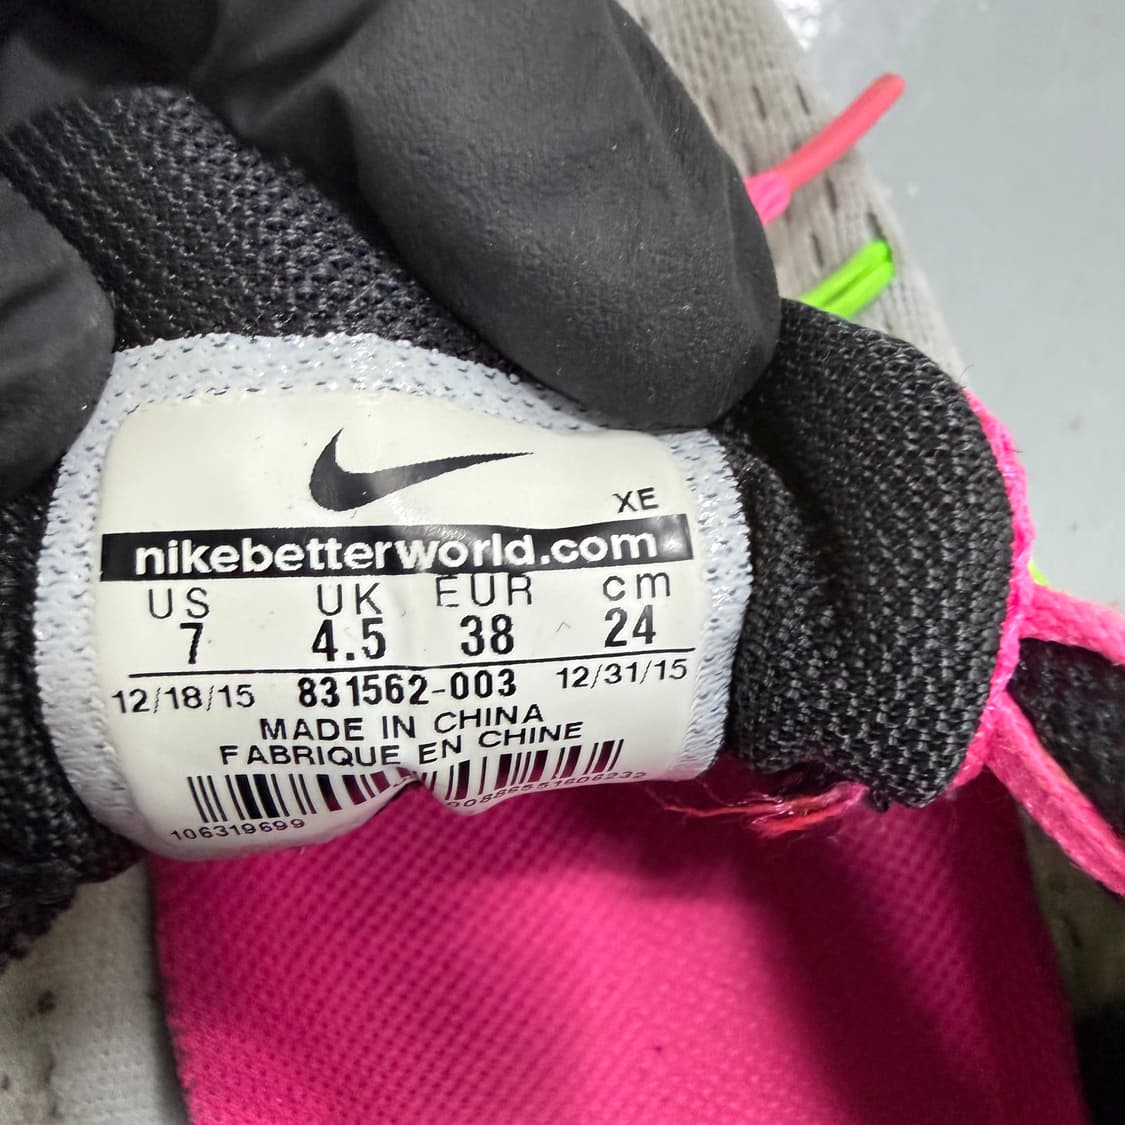 XE
nikebetterworld.com
US UK EUR cm
7 4.5 38 24
12/18/15 831562-003 12/31/15
MADE IN CHINA
FABRIQUE EN CHINE
106319699